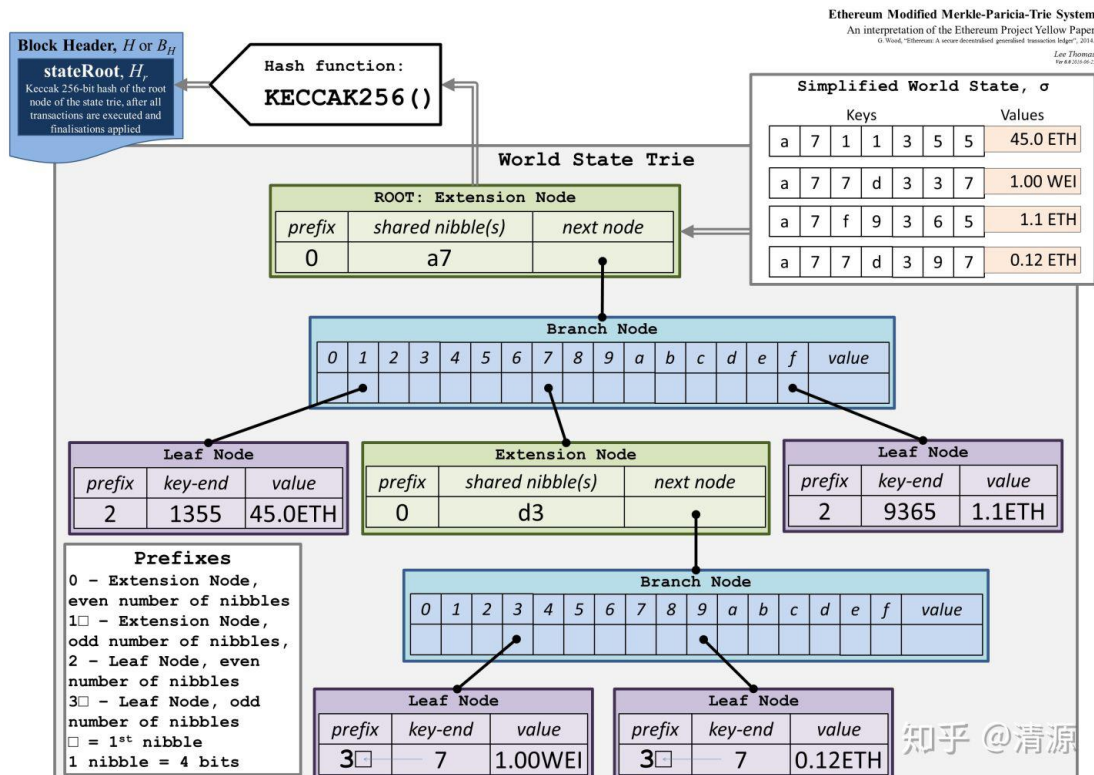 Ethereum Modified Merkle-Paricia-Trie System
An interpretation of the Ethereum Project Yellow Paper
G. Wood, "Ethereum: A secure decentralised generalised transaction ledger", 2014
Lee Thomas
Block Header, H or B_H
stateRoot, H_r
Keccak 256-bit hash of the root
node of the state trie, after all
transactions are executed and
finalisations applied
Hash function:
KECCAK256()
Simplified World State, σ
Keys Values
a 7 1 1 3 5 5 45.0 ETH
a 7 7 d 3 3 7 1.00 WEI
a 7 f 9 3 6 5 1.1 ETH
a 7 7 d 3 9 7 0.12 ETH
World State Trie
ROOT: Extension Node
prefix shared nibble(s) next node
0 a7
Branch Node
0 1 2 3 4 5 6 7 8 9 a b c d e f value
Leaf Node
prefix key-end value
2 1355 45.0ETH
Extension Node
prefix shared nibble(s) next node
0 d3
Leaf Node
prefix key-end value
2 9365 1.1ETH
Prefixes
0 – Extension Node,
even number of nibbles
1□ – Extension Node,
odd number of nibbles,
2 – Leaf Node, even
number of nibbles
3□ – Leaf Node, odd
number of nibbles
□ = 1st nibble
1 nibble = 4 bits
Branch Node
0 1 2 3 4 5 6 7 8 9 a b c d e f value
Leaf Node
prefix key-end value
3□ 7 1.00WEI
Leaf Node
prefix key-end value
3□ 7 0.12ETH
知乎 @清源